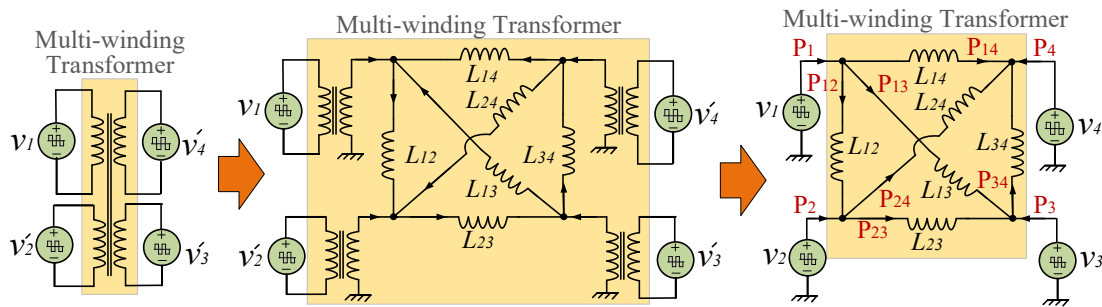 Multi-winding
Transformer
v1
v′4
v′2
v′3
Multi-winding Transformer
v1
L14
L24
v′4
L12
L34
L13
v′2
L23
v′3
Multi-winding Transformer
P1
P14
P4
L14
P12
P13
L24
v1
v4
L12
L34
L13
P34
P2
P24
P3
P23
L23
v2
v3